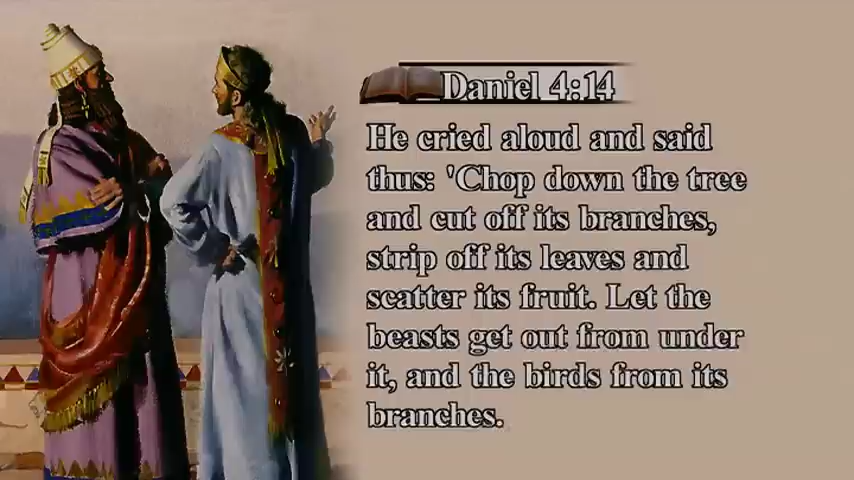 Daniel 4:14
He cried aloud and said
thus: 'Chop down the tree
and cut off its branches,
strip off its leaves and
scatter its fruit. Let the
beasts get out from under
it, and the birds from its
branches.